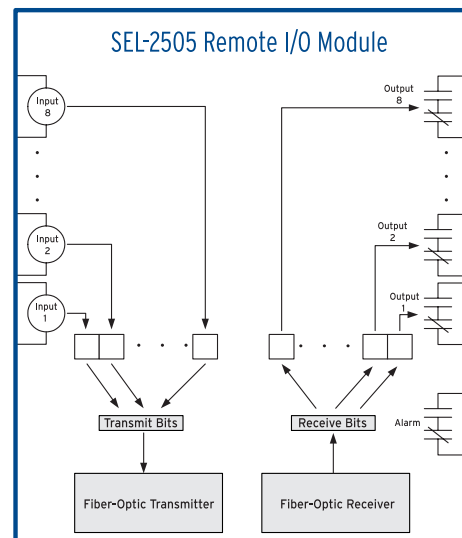 SEL-2505 Remote I/O Module
Input
8
Output
8
Input
2
Output
2
Input
1
Output
1
Transmit Bits
Receive Bits
Alarm
Fiber-Optic Transmitter
Fiber-Optic Receiver